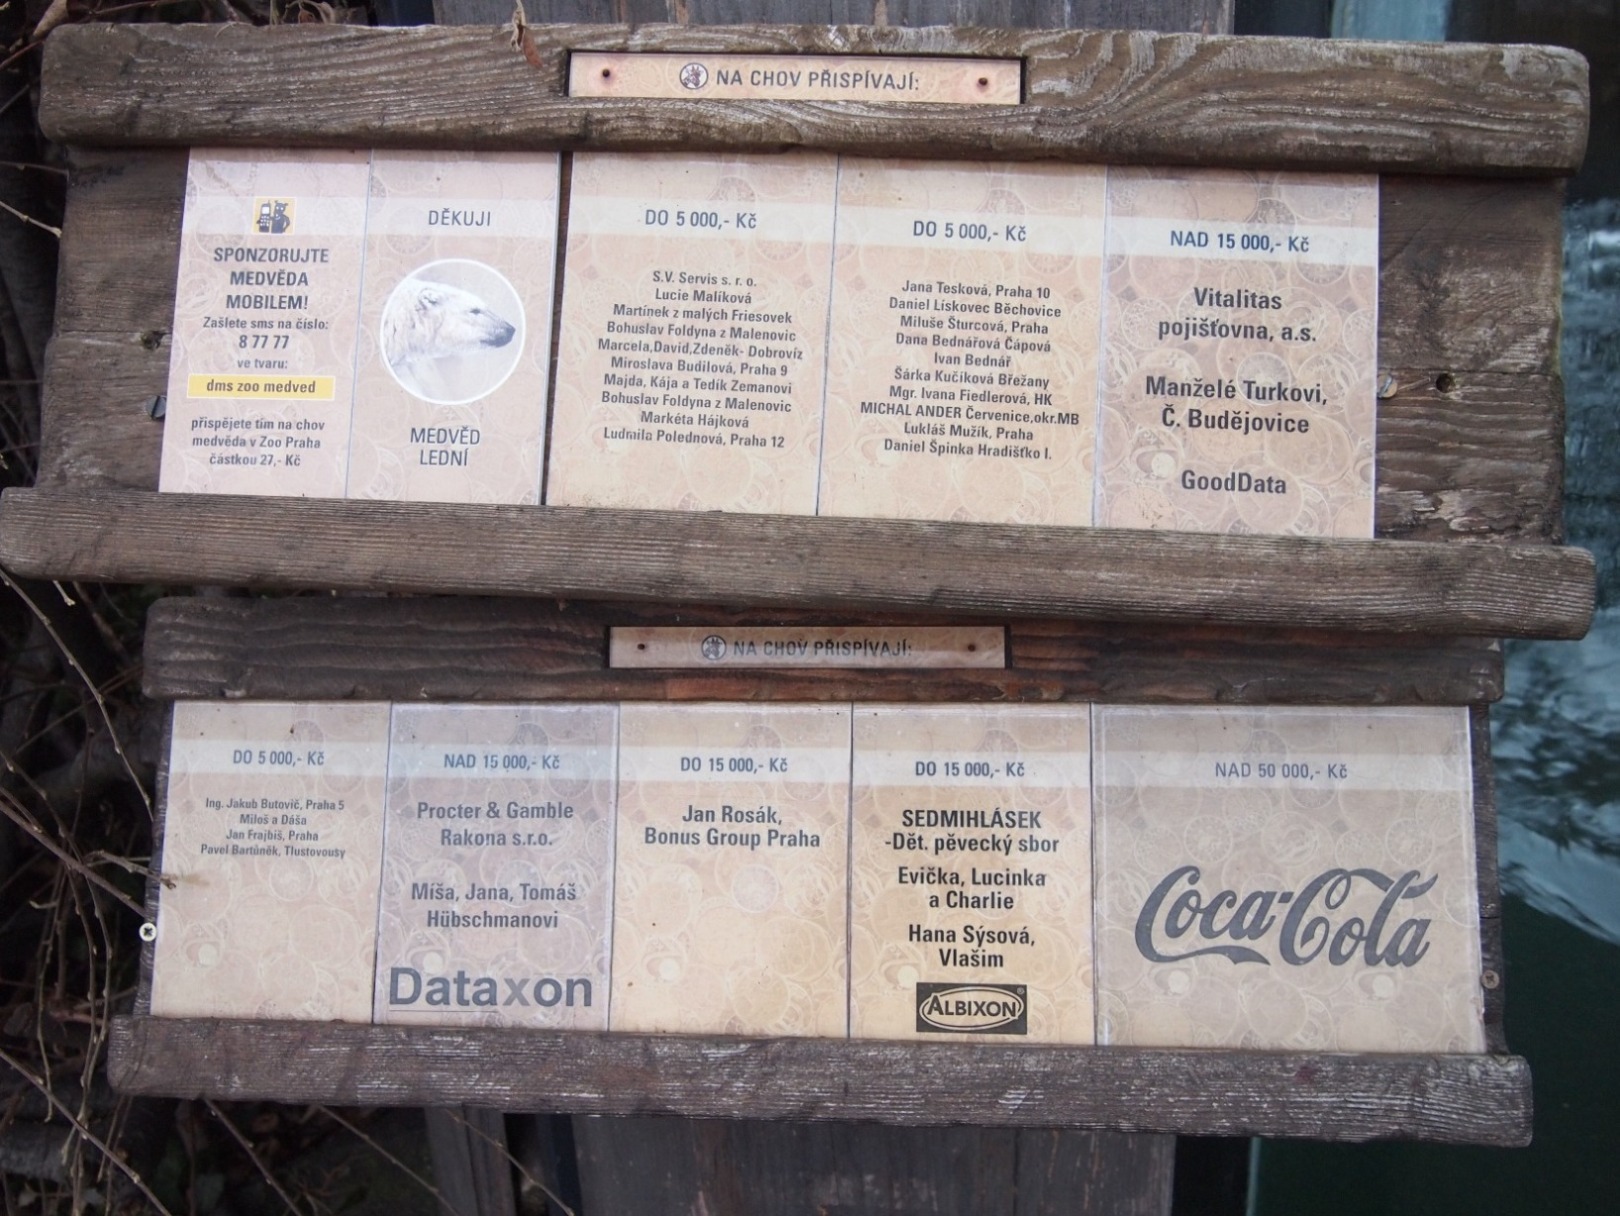 NA CHOV PŘISPÍVAJÍ:
SPONZORUJTE
MEDVĚDA
MOBILEM!
Zašlete sms na číslo:
8 77 77
ve tvaru:
dms zoo medved
přispějete tím na chov
medvěda v Zoo Praha
částkou 27,- Kč
DĚKUJI
MEDVĚD
LEDNÍ
DO 5 000,- Kč
S.V. Servis s. r. o.
Lucie Malíková
Martínek z malých Friesovek
Bohuslav Foldyna z Malenovic
Marcela,David,Zdeněk- Dobrovíz
Miroslava Budilová, Praha 9
Majda, Kája a Tedík Zemanovi
Bohuslav Foldyna z Malenovic
Markéta Hájková
Ludmila Polednová, Praha 12
DO 5 000,- Kč
Jana Tesková, Praha 10
Daniel Lískovec Běchovice
Miluše Šturcová, Praha
Dana Bednářová Čápová
Ivan Bednář
Šárka Kučíková Břežany
Mgr. Ivana Fiedlerová, HK
MICHAL ANDER Červenice,okr.MB
Lukláš Mužík, Praha
Daniel Špinka Hradišťko I.
NAD 15 000,- Kč
Vitalitas
pojišťovna, a.s.
Manželé Turkovi,
Č. Budějovice
GoodData
NA CHOV PŘISPÍVAJÍ:
DO 5 000,- Kč
Ing. Jakub Butovič, Praha 5
Miloš a Dáša
Jan Frajbiš, Praha
Pavel Bartůněk, Tlustovousy
NAD 15 000,- Kč
Procter & Gamble
Rakona s.r.o.
Míša, Jana, Tomáš
Hübschmanovi
Dataxon
DO 15 000,- Kč
Jan Rosák,
Bonus Group Praha
DO 15 000,- Kč
SEDMIHLÁSEK
-Dět. pěvecký sbor
Evička, Lucinka
a Charlie
Hana Sýsová,
Vlašim
ALBIXON®
NAD 50 000,- Kč
Coca-Cola